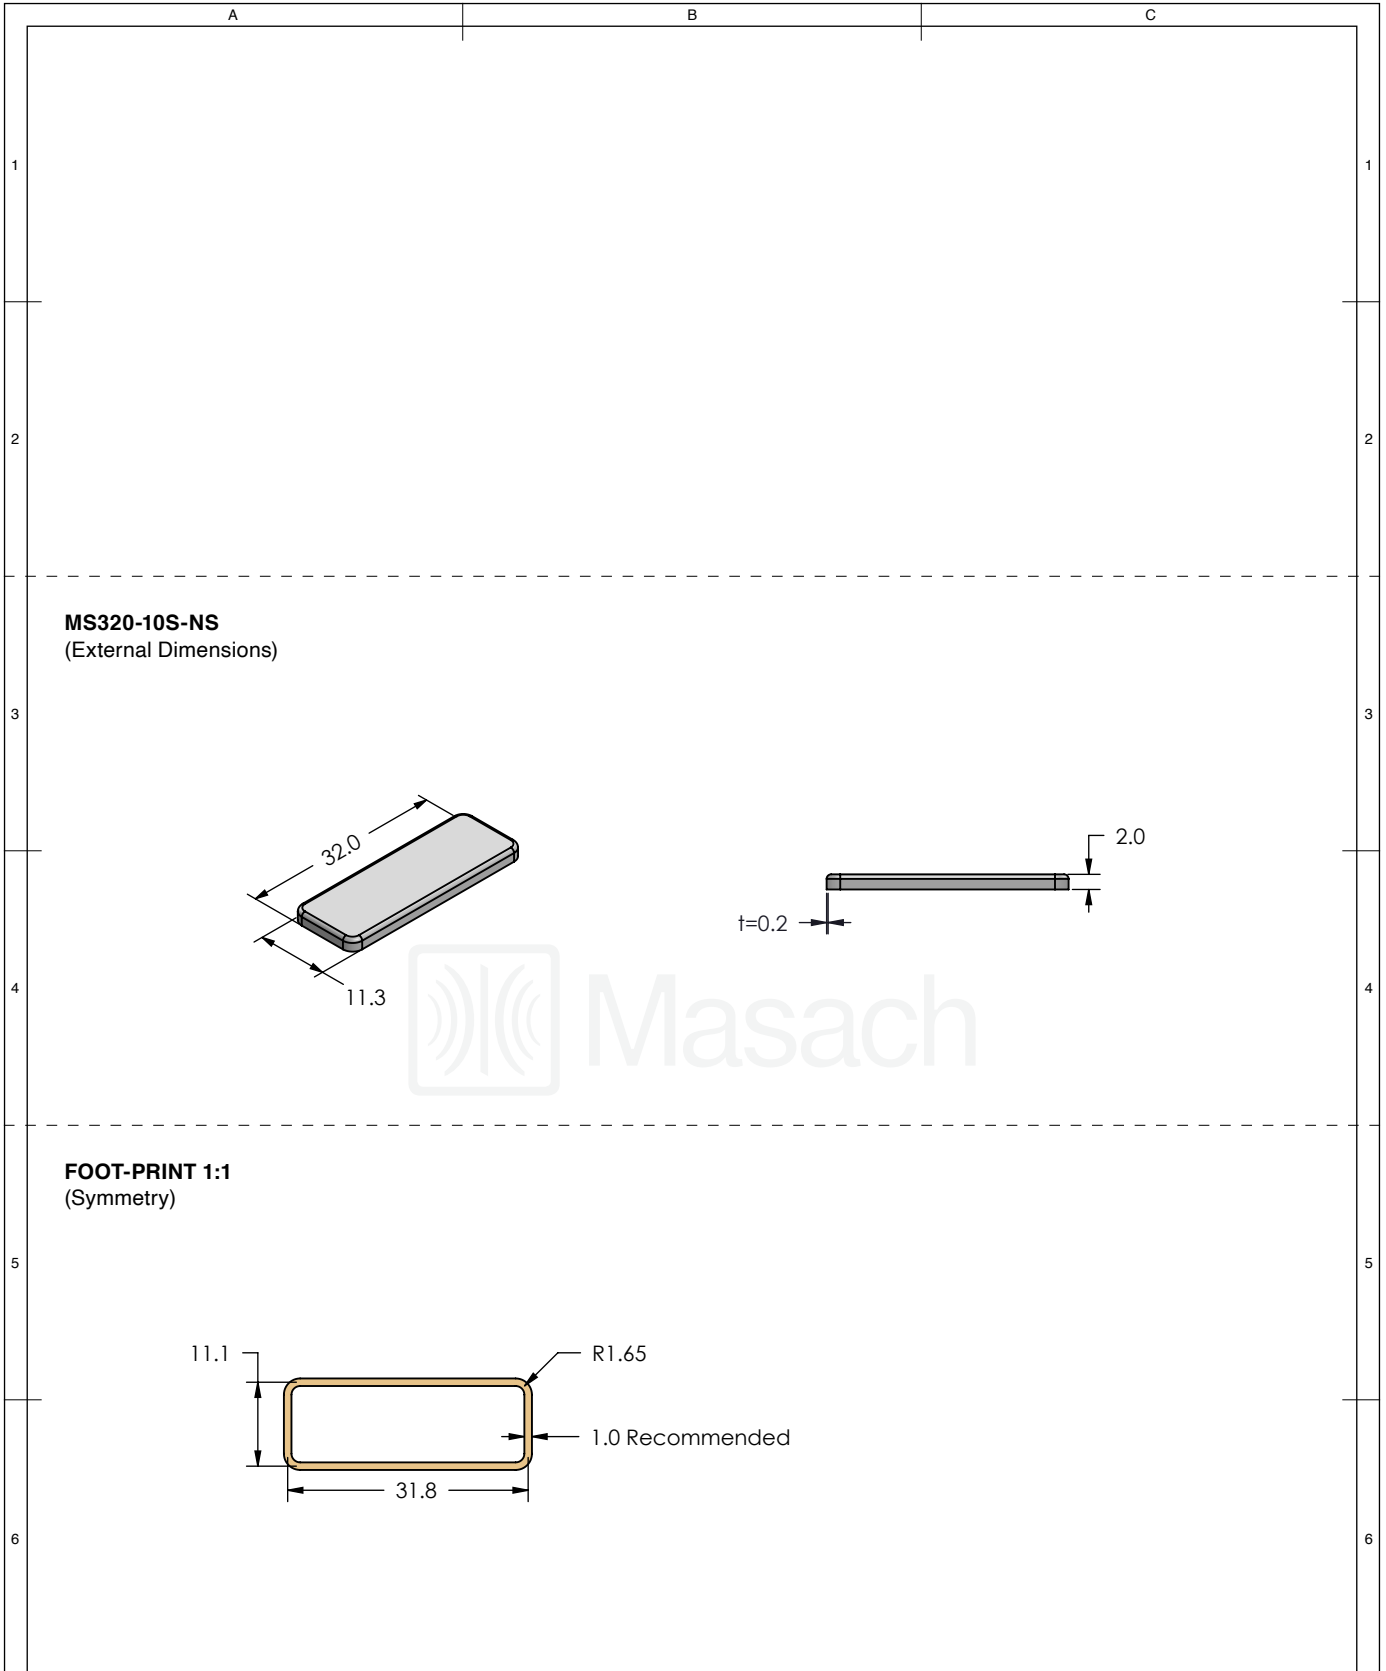 A B C
1 1
2 2
MS320-10S-NS
(External Dimensions)
3 3
32.0
2.0
t=0.2
11.3
4 4
Masach
FOOT-PRINT 1:1
(Symmetry)
5 5
11.1 R1.65
1.0 Recommended
31.8
6 6